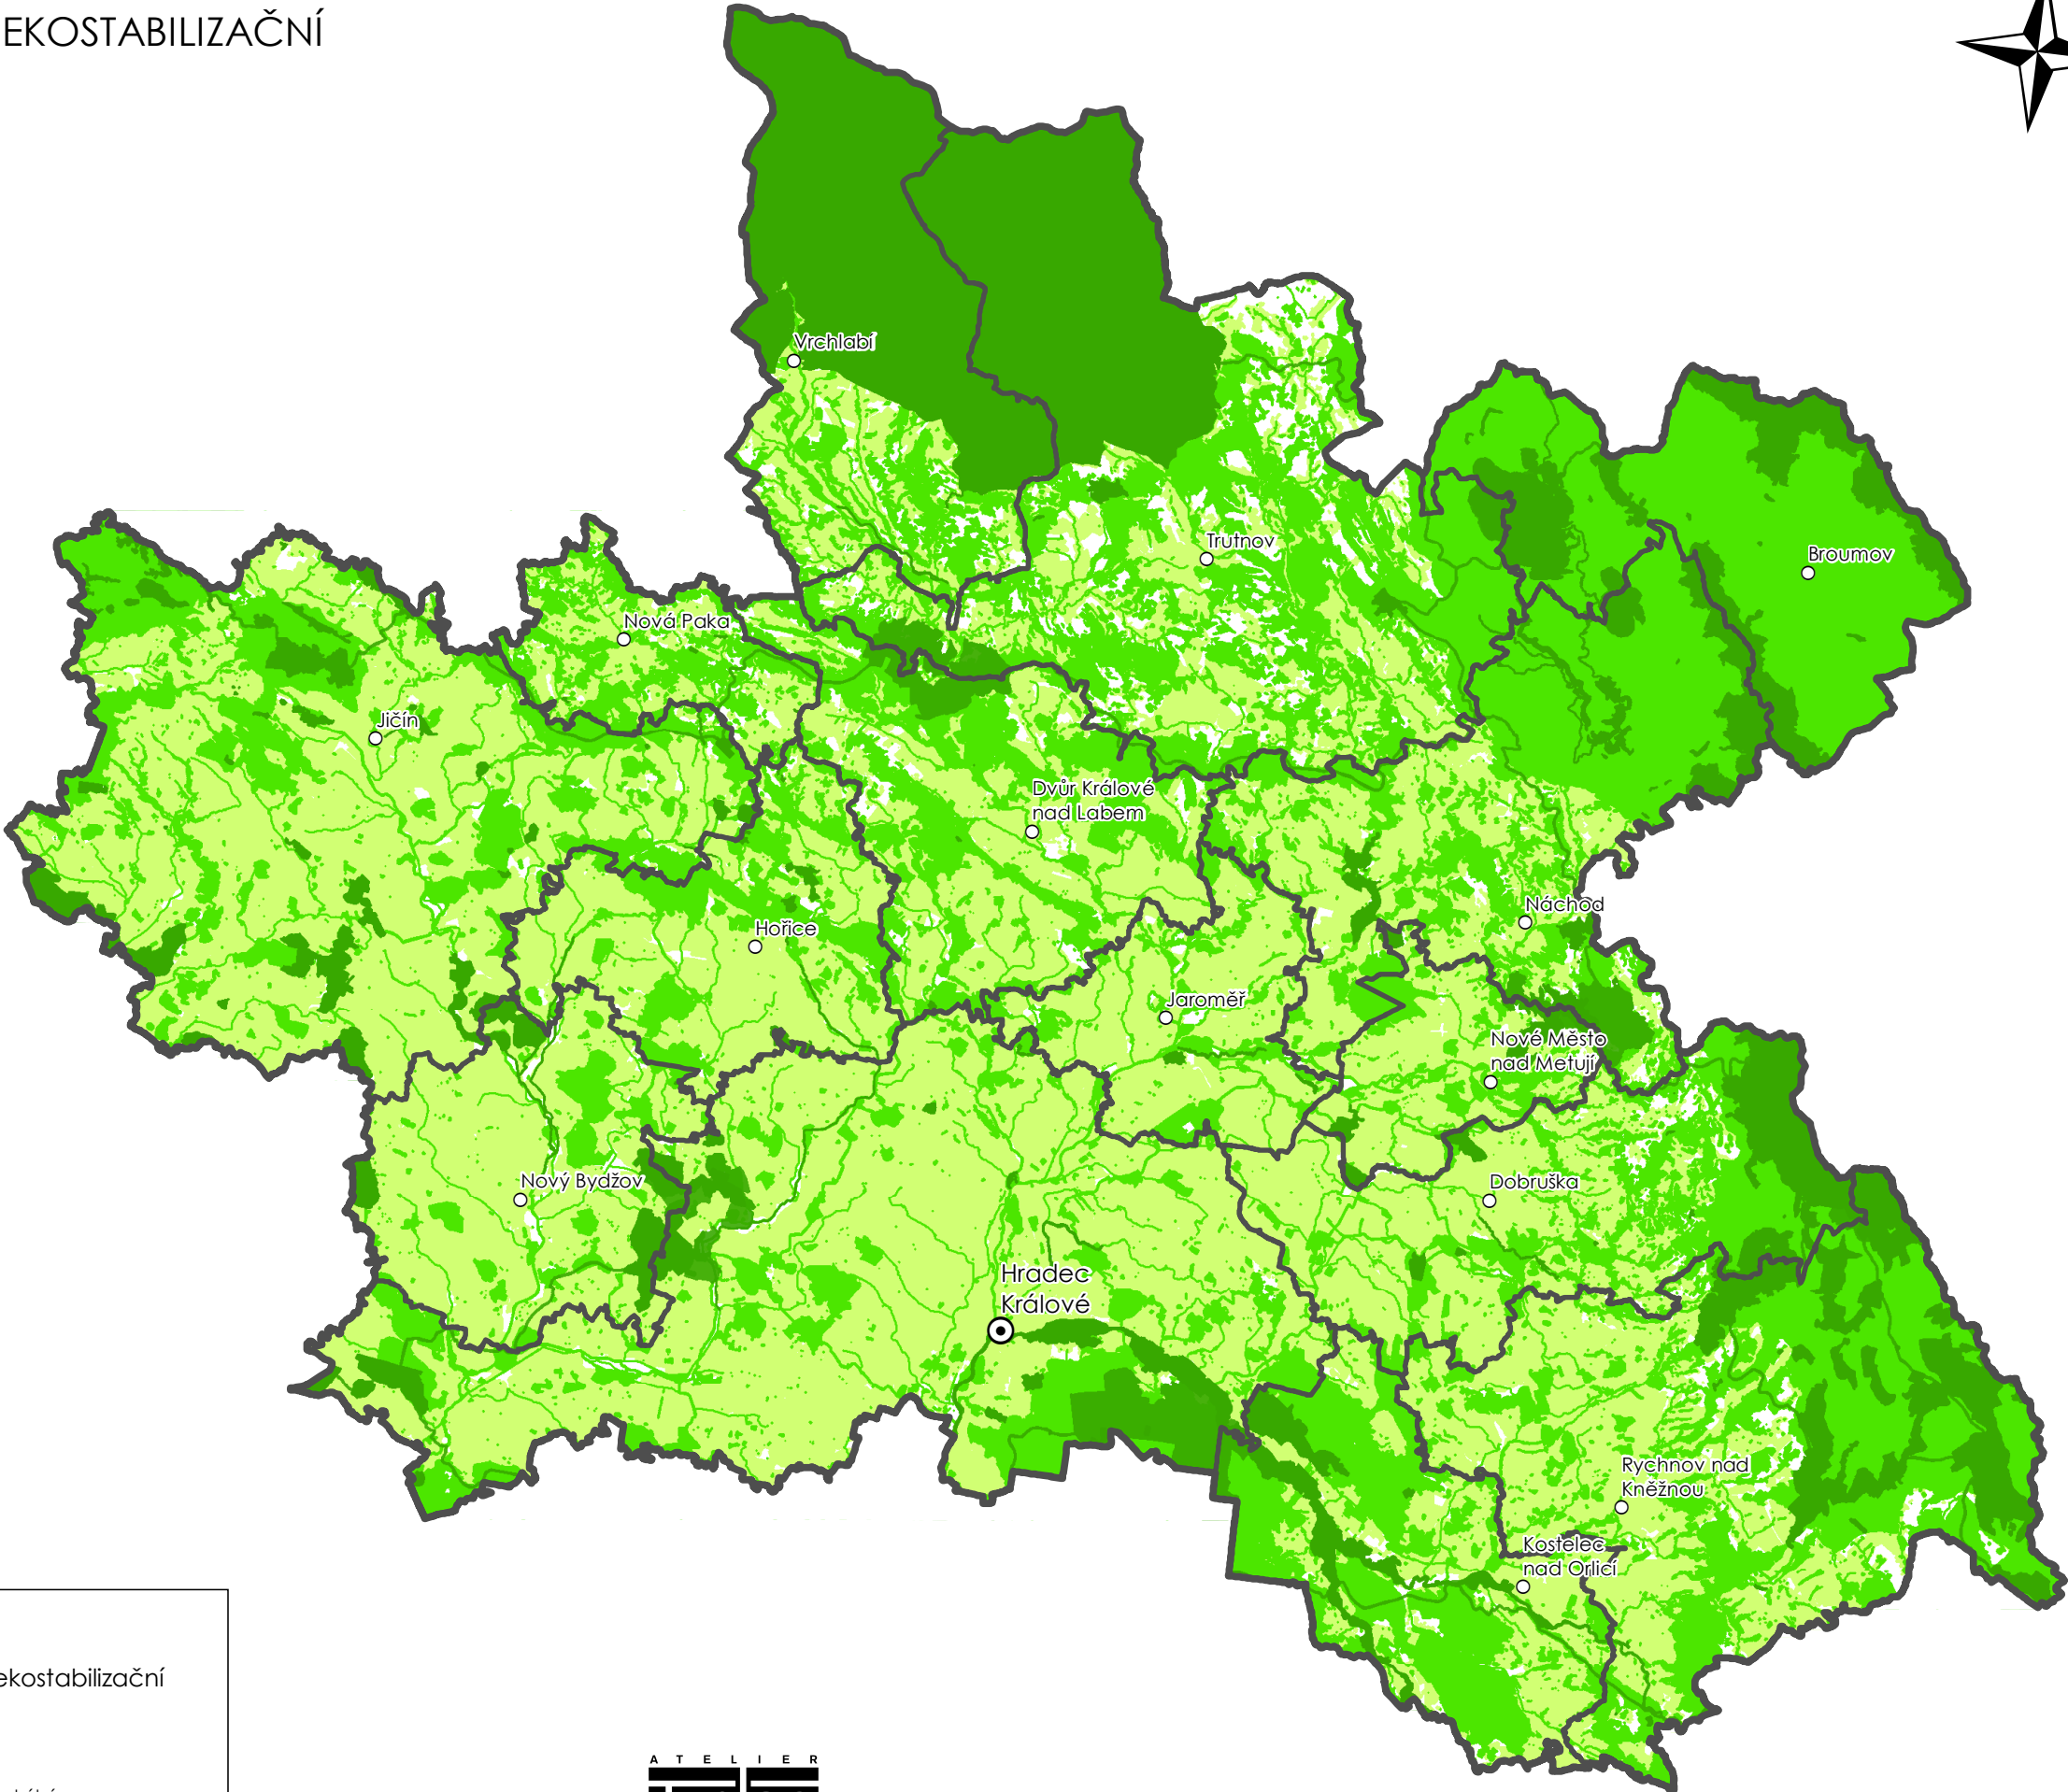 EKOSTABILIZAČNÍ
Vrchlabí
Trutnov
Broumov
Nová Paka
Jičín
Dvůr Králové
nad Labem
Náchod
Hořice
Jaroměř
Nové Město
nad Metují
Nový Bydžov
Dobruška
Hradec
Králové
Rychnov nad
Kněžnou
Kostelec
nad Orlicí
ekostabilizační
ATELIER